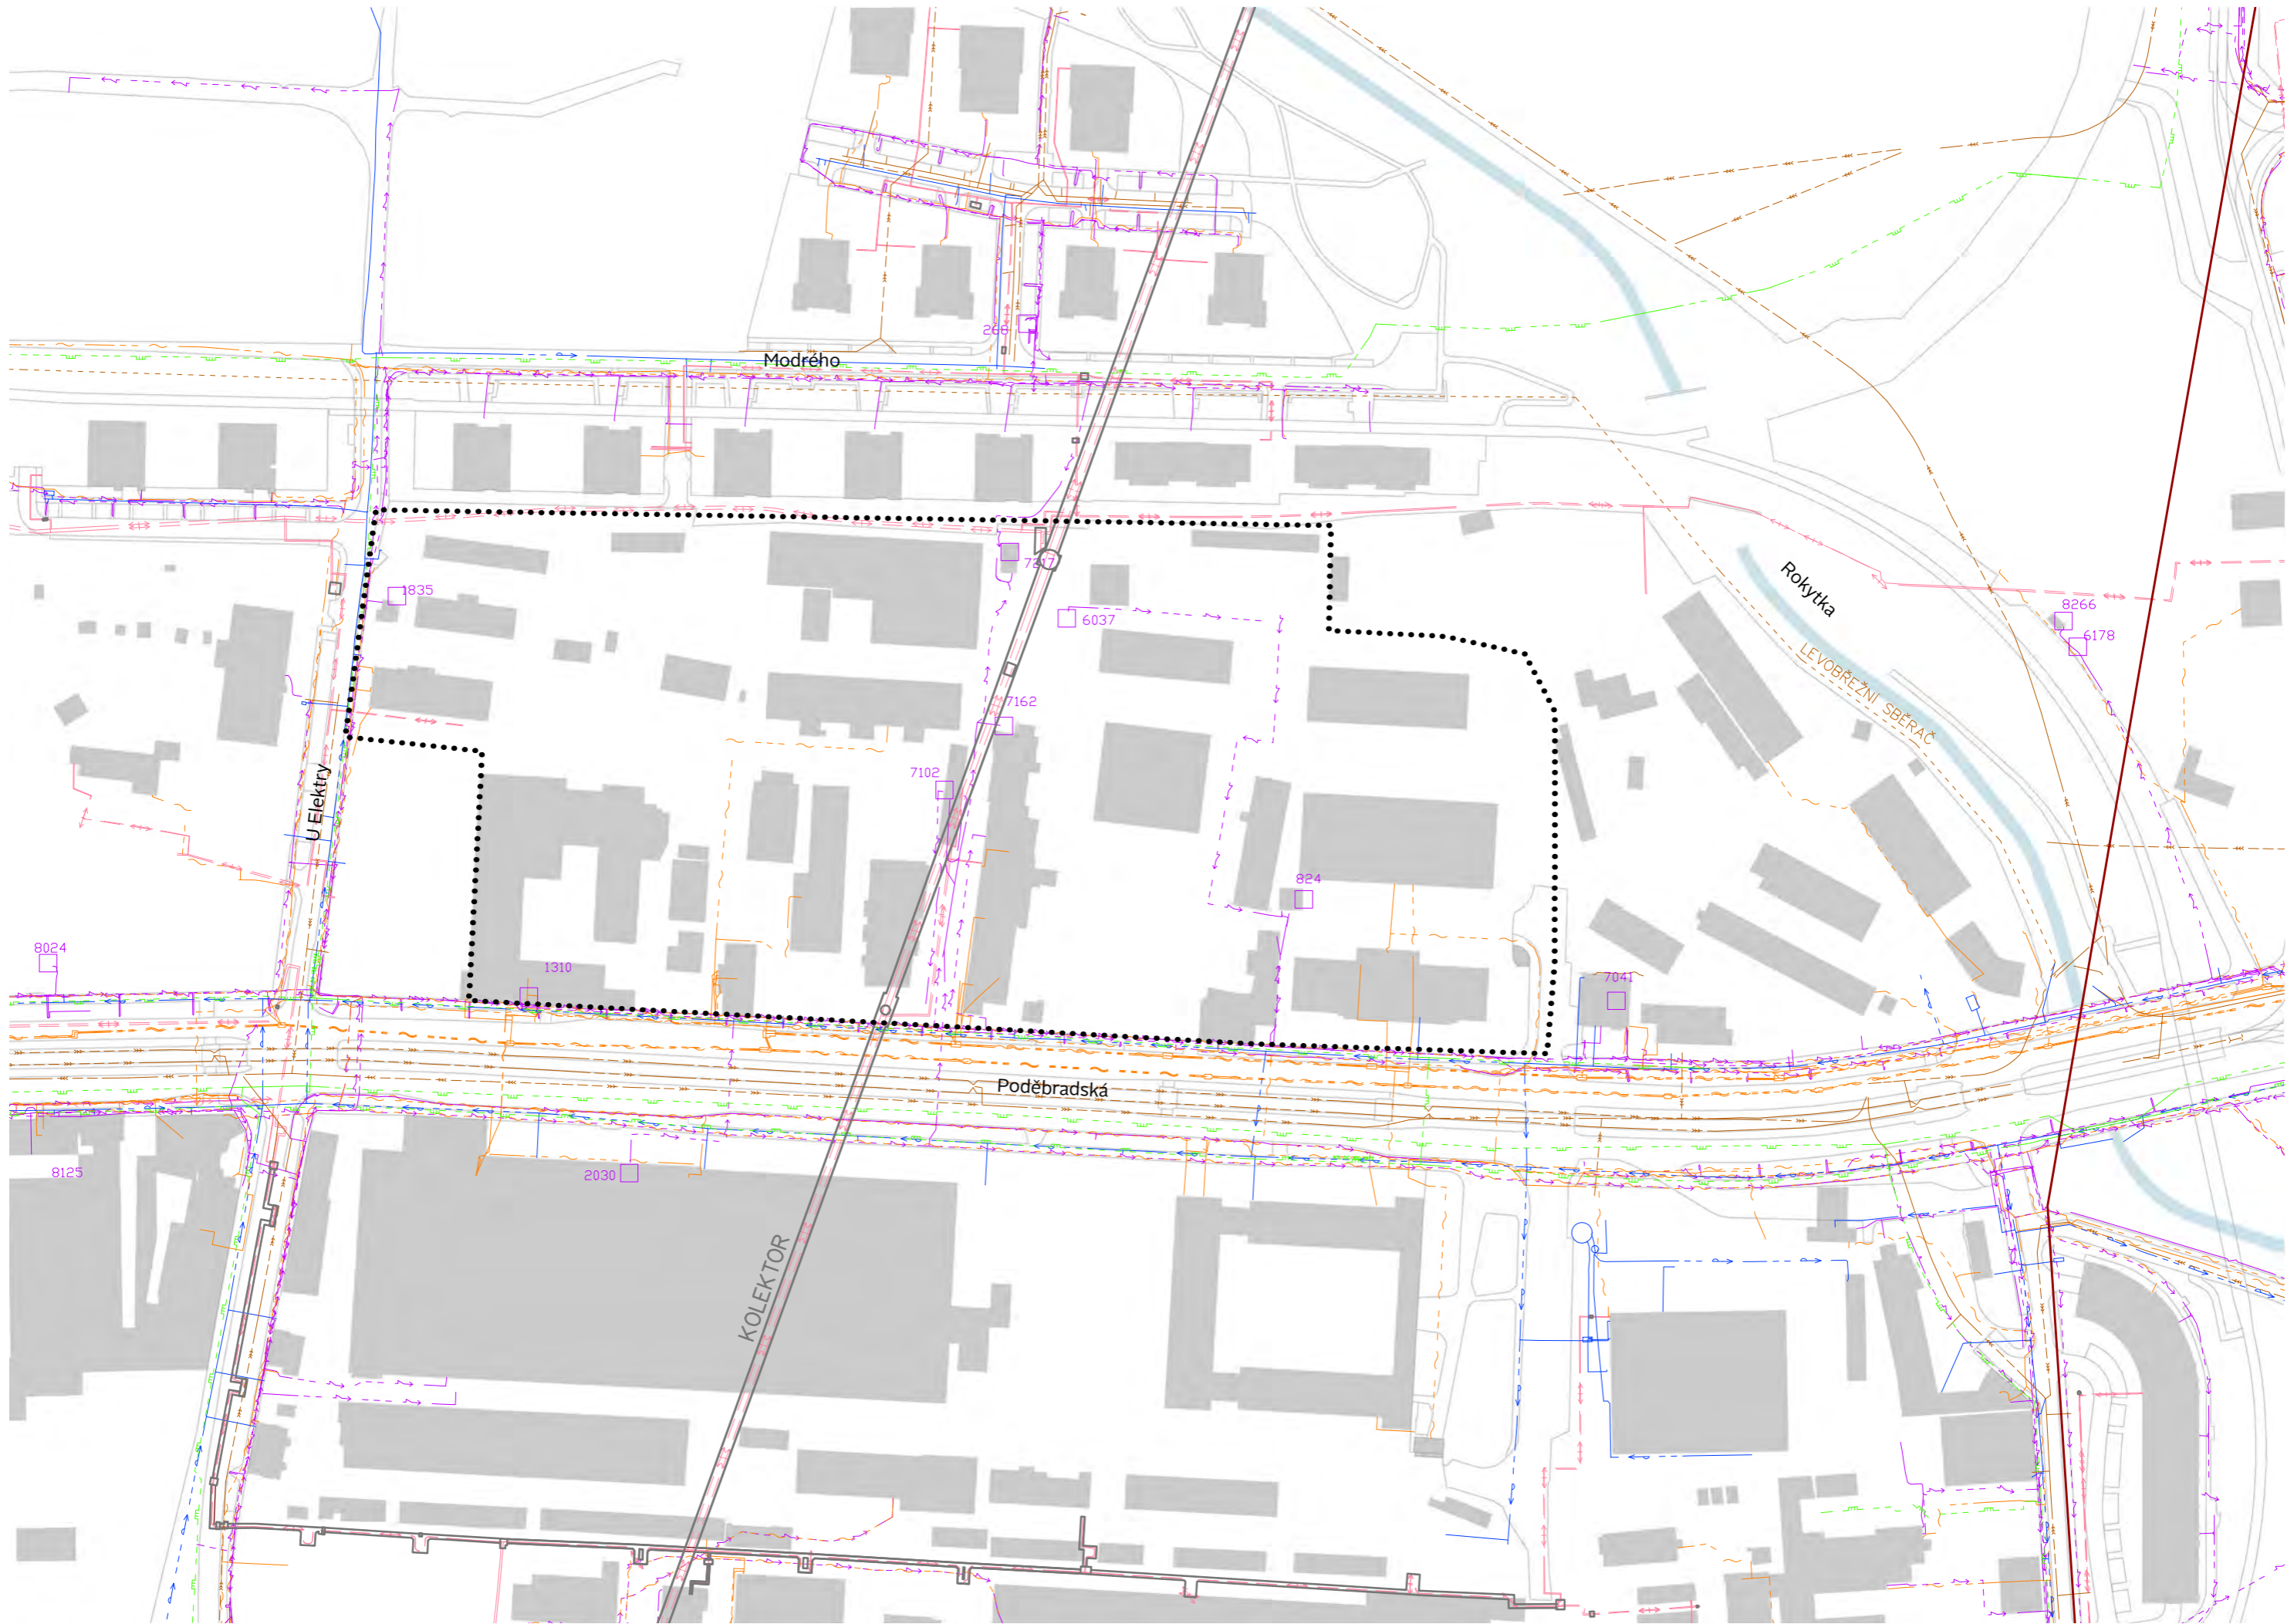 268
Modrého
7217
1835
6037
Rokytka
8266
6178
LEVOBŘEŽNÍ SBĚRAČ
7162
7102
U Elektry
824
8024
1310
7041
Poděbradská
8125
2030
KOLEKTOR